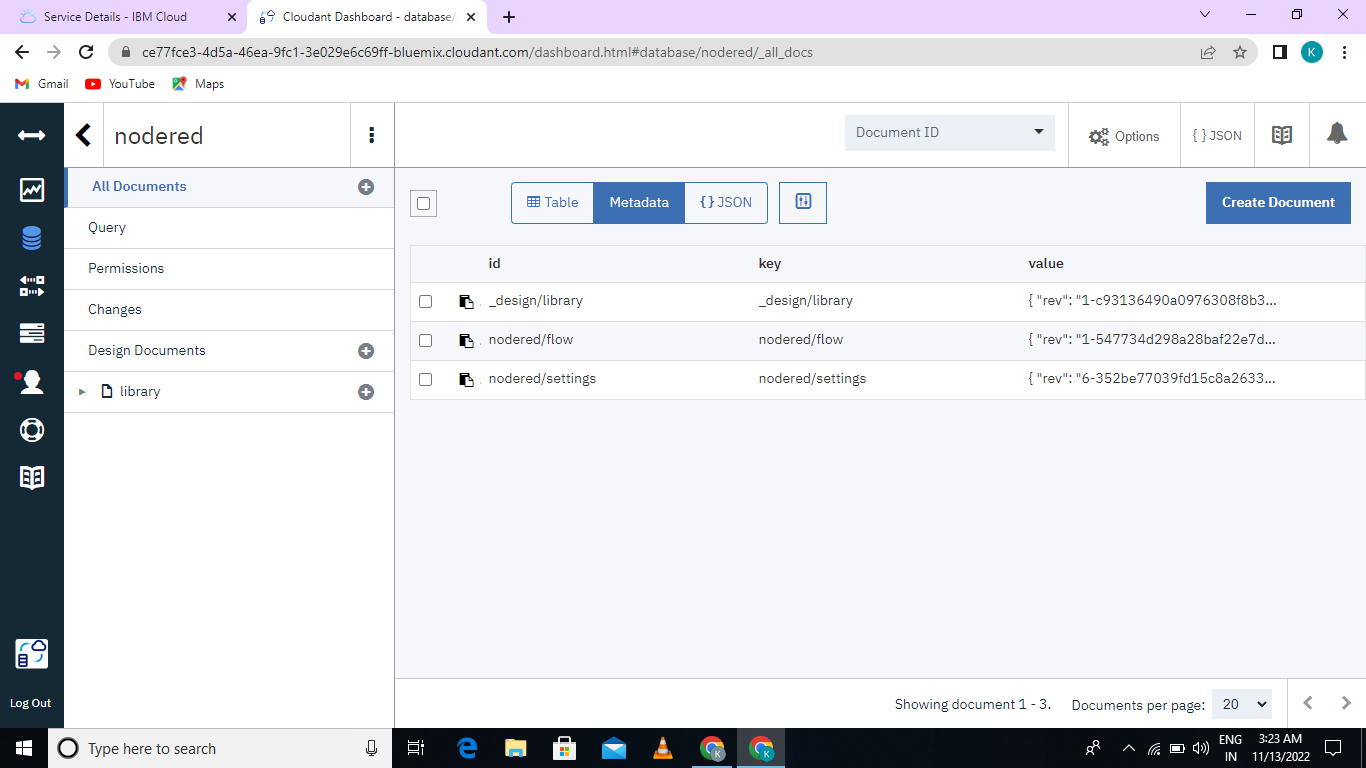 Service Details - IBM Cloud
Cloudant Dashboard - database/
ce77fce3-4d5a-46ea-9fc1-3e029e6c69ff-bluemix.cloudant.com/dashboard.html#database/nodered/_all_docs
K
Gmail
YouTube
Maps
nodered
Document ID
Options
{ } JSON
All Documents
Query
Permissions
Changes
Design Documents
library
Table
Metadata
{ } JSON
Create Document
id key value
_design/library _design/library { "rev": "1-c93136490a0976308f8b3...
nodered/flow nodered/flow { "rev": "1-547734d298a28baf22e7d...
nodered/settings nodered/settings { "rev": "6-352be77039fd15c8a2633...
Log Out
Showing document 1 - 3.
Documents per page: 20
Type here to search
K
K
ENG
IN
3:23 AM
11/13/2022